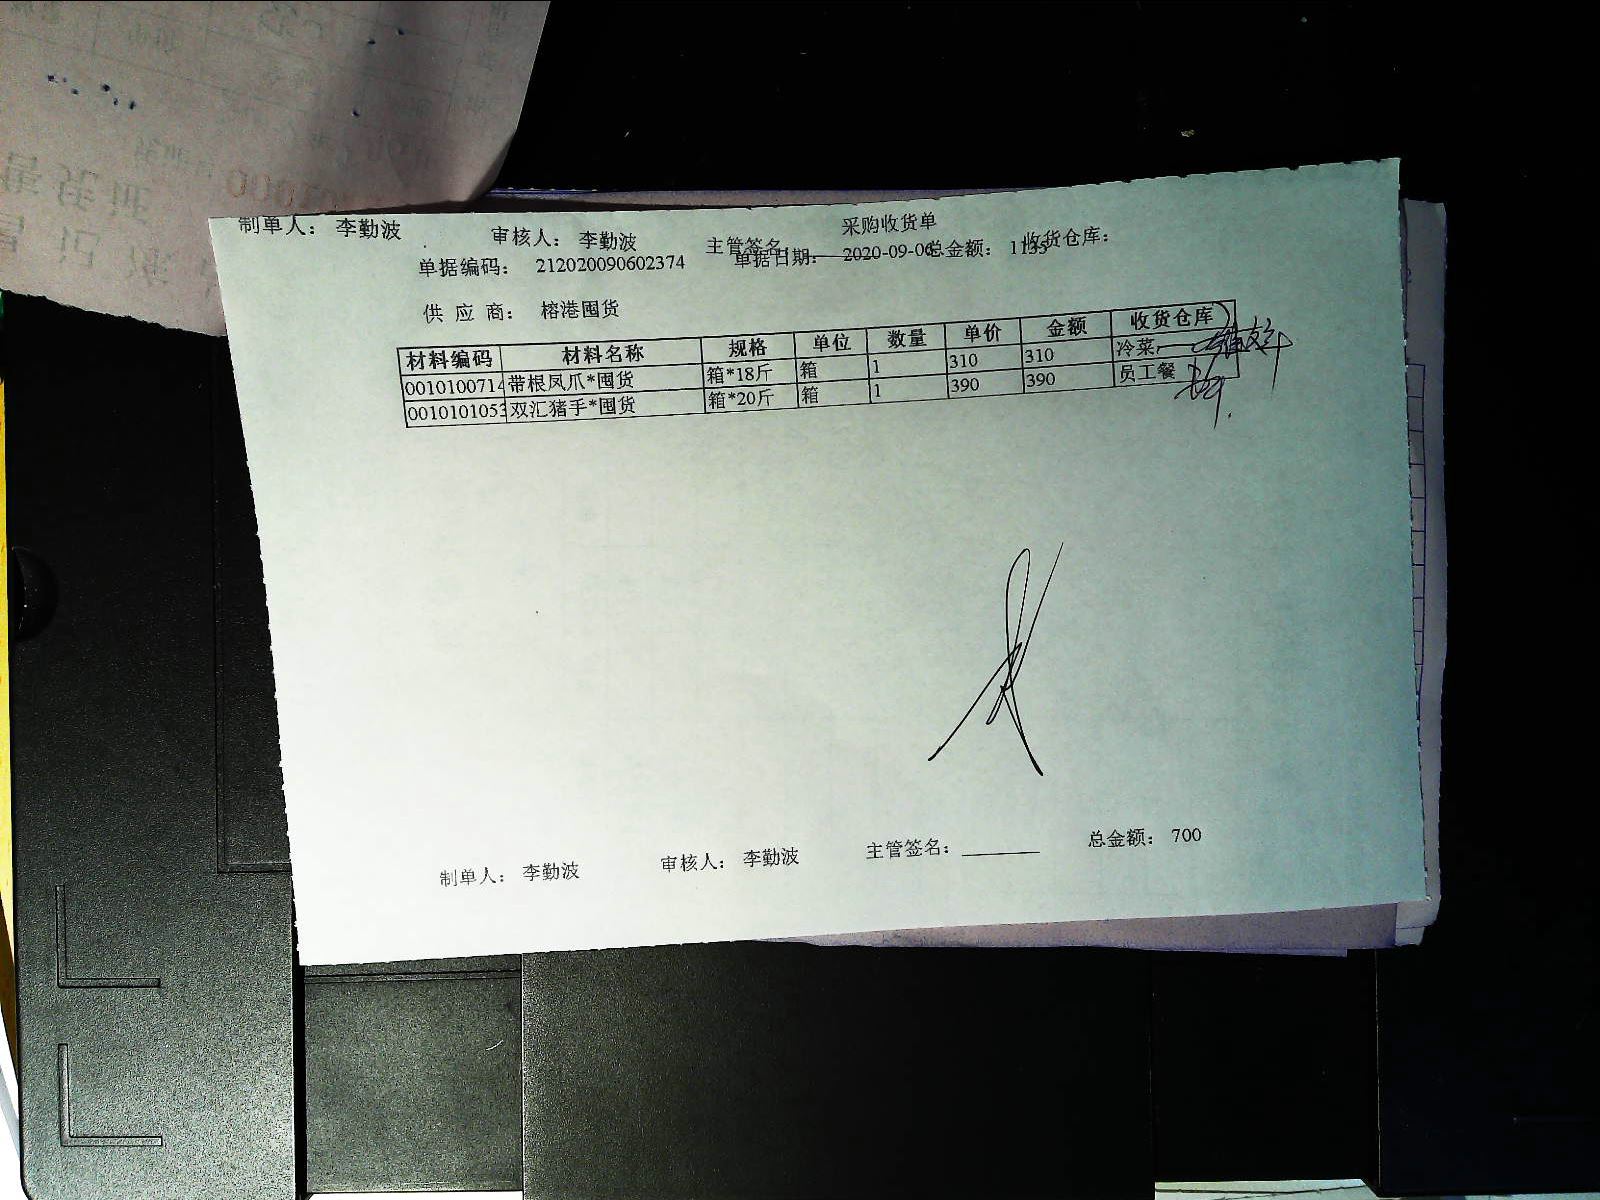 采购收货单
制单人： 李勤波 审核人： 李勤波 主管签名： 总金额： 1135
单据编码： 212020090602374 单据日期： 2020-09-06 收货仓库：
供 应 商： 榕港囤货
材料编码 材料名称 规格 单位 数量 单价 金额 收货仓库
0010100714 带根凤爪*囤货 箱*18斤 箱 1 310 310 冷菜
0010101053 双汇猪手*囤货 箱*20斤 箱 1 390 390 员工餐
制单人： 李勤波 审核人： 李勤波 主管签名：________ 总金额： 700